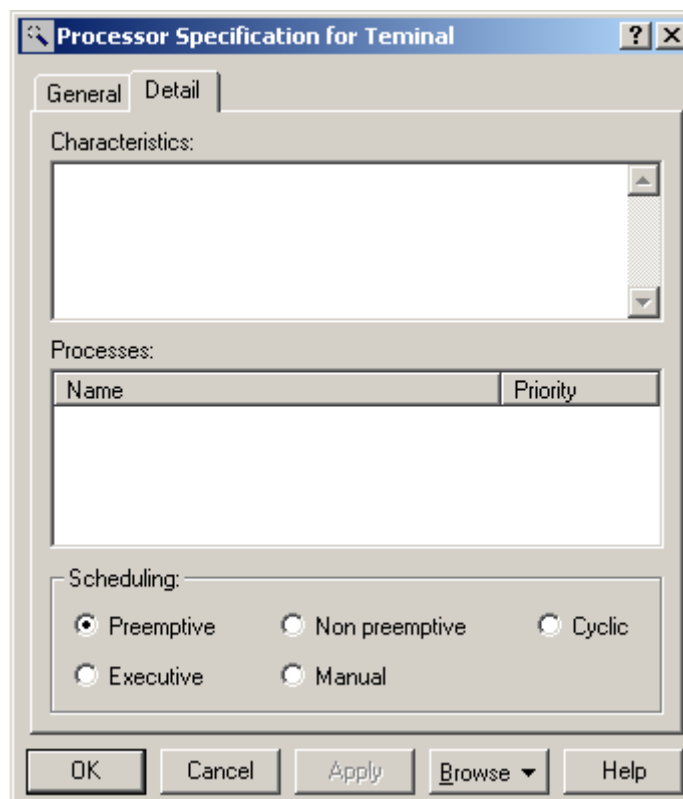 Processor Specification for Teminal
General Detail
Characteristics:
Processes:
Name Priority
Scheduling:
Preemptive Non preemptive Cyclic
Executive Manual
OK Cancel Apply Browse Help